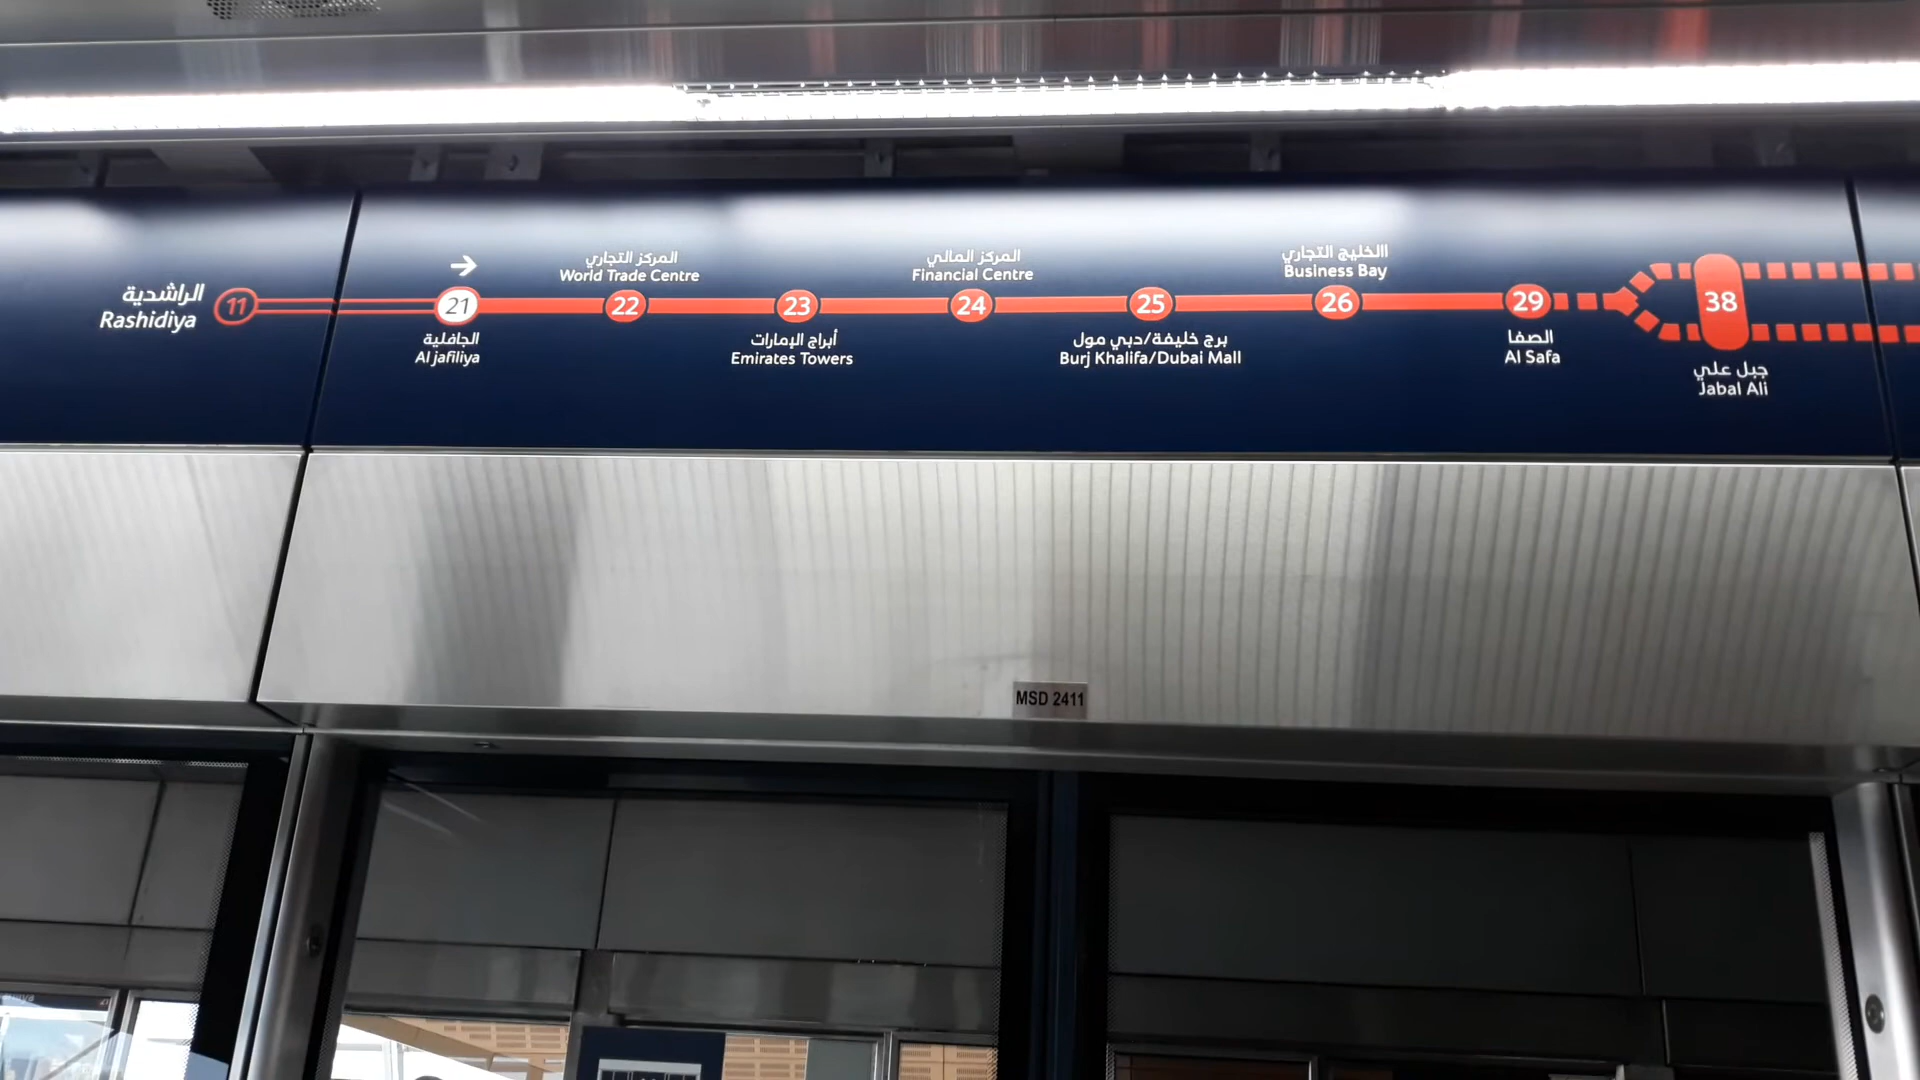 الراشدية
Rashidiya
11
→
21
الجافلية
Al jafiliya
المركز التجاري
World Trade Centre
22
23
أبراج الإمارات
Emirates Towers
المركز المالي
Financial Centre
24
25
برج خليفة/دبي مول
Burj Khalifa/Dubai Mall
االخليج التجاري
Business Bay
26
29
الصفا
Al Safa
38
جبل علي
Jabal Ali
MSD 2411